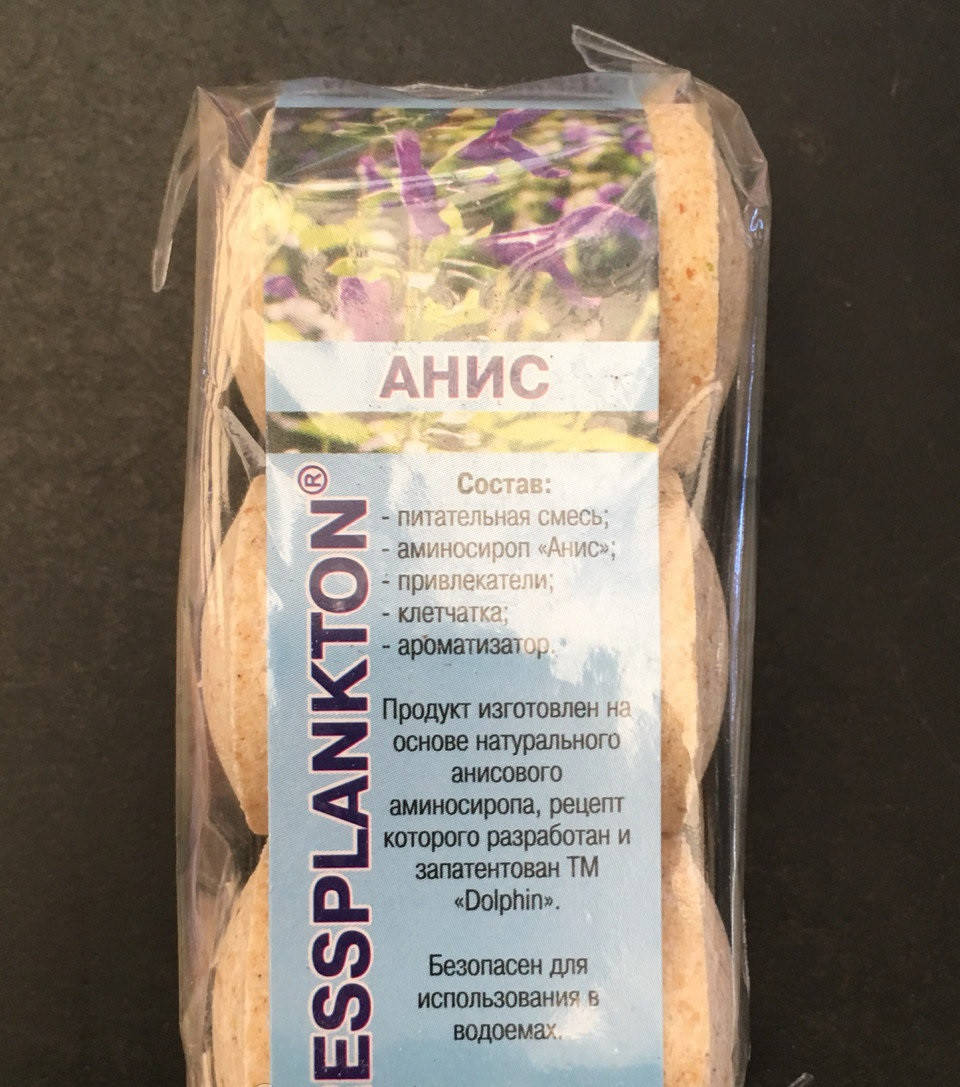 АНИС
ESSPLANKTON®
Состав:
- питательная смесь;
- аминосироп «Анис»;
- привлекатели;
- клетчатка;
- ароматизатор.
Продукт изготовлен на
основе натурального
анисового
аминосиропа, рецепт
которого разработан и
запатентован ТМ
«Dolphin».
Безопасен для
использования в
водоемах.